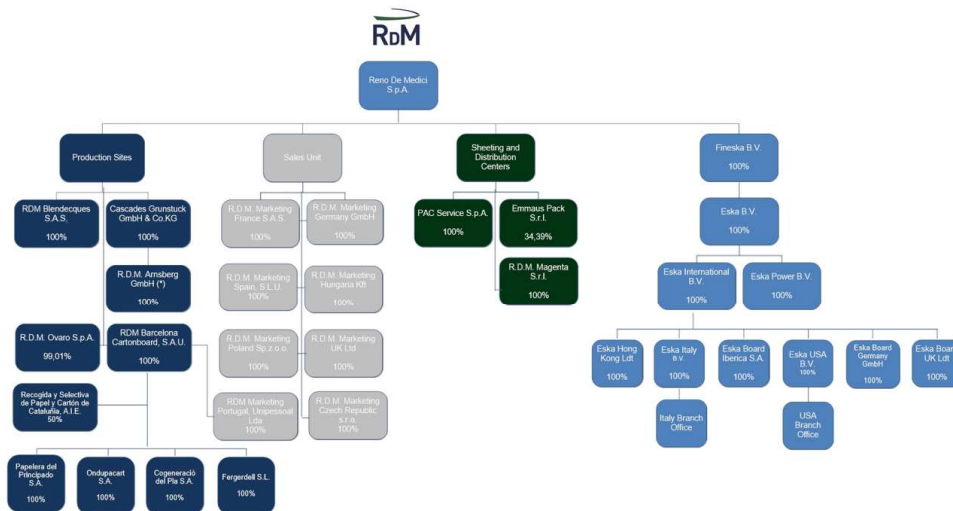 RDM
Reno De Medici
S.p.A.
Production Sites
Sales Unit
Sheeting and
Distribution
Centers
Fineska B.V.
100%
RDM Blendecques
S.A.S.
100%
Cascades Grunstuck
GmbH & Co.KG
100%
R.D.M. Arnsberg
GmbH (*)
100%
R.D.M. Ovaro S.p.A.
99,01%
RDM Barcelona
Cartonboard, S.A.U.
100%
Recogida y Selectiva
de Papel y Cartón de
Cataluñía, A.I.E.
50%
Papelera del
Principado
S.A.
100%
Ondupacart
S.A.
100%
Cogeneració
del Pla S.A.
100%
Fergerdell S.L.
100%
R.D.M. Marketing
France S.A.S.
100%
R.D.M. Marketing
Germany GmbH
100%
R.D.M. Marketing
Spain, S.L.U.
100%
R.D.M. Marketing
Hungaria Kft
100%
R.D.M. Marketing
Poland Sp.z.o.o.
100%
R.D.M. Marketing
UK Ltd
100%
RDM Marketing
Portugal, Unipessoal
Lda
100%
R.D.M. Marketing
Czech Republic
s.r.o.
100%
PAC Service S.p.A.
100%
Emmaus Pack
S.r.l.
34,39%
R.D.M. Magenta
S.r.l.
100%
Eska B.V.
100%
Eska International
B.V.
100%
Eska Power B.V.
100%
Eska Hong
Kong Ldt
100%
Eska Italy
B.V.
100%
Eska Board
Iberica S.A.
100%
Eska USA
B.V.
100%
Eska Board
Germany
GmbH
100%
Eska Board
UK Ldt
100%
Italy Branch
Office
USA
Branch
Office